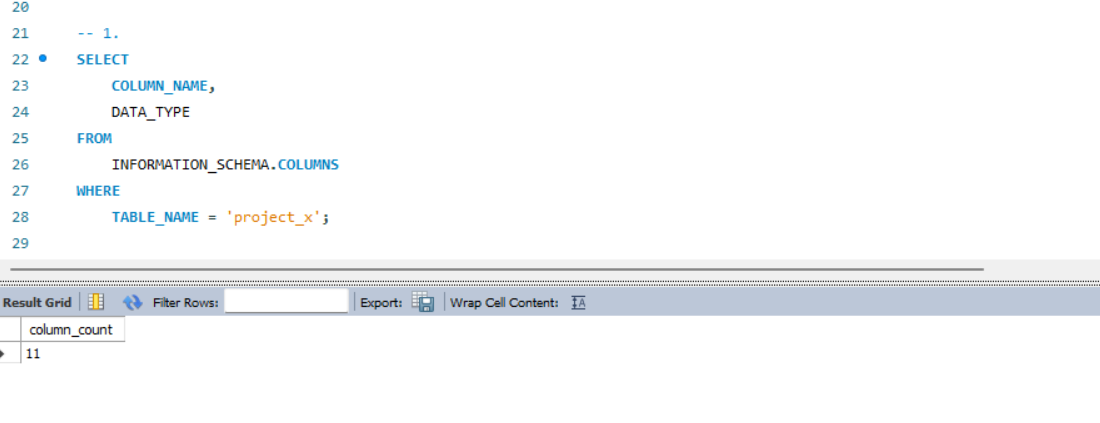 20
21 -- 1.
22 SELECT
23 COLUMN_NAME,
24 DATA_TYPE
25 FROM
26 INFORMATION_SCHEMA.COLUMNS
27 WHERE
28 TABLE_NAME = 'project_x';
29
Result Grid Filter Rows: Export: Wrap Cell Content: IA
column_count
11